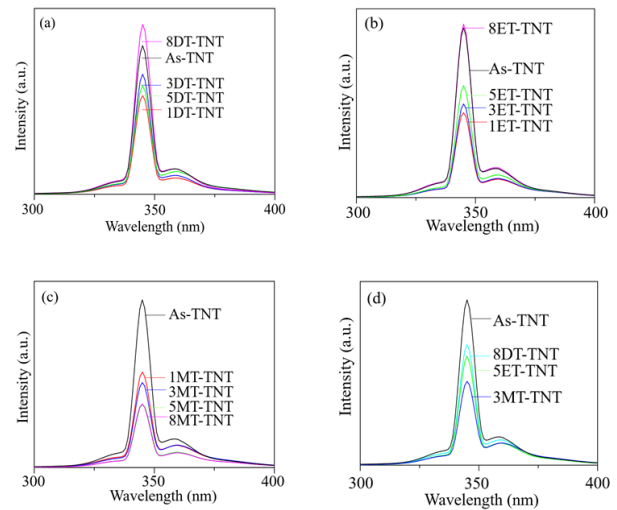 (a)
8DT-TNT
As-TNT
3DT-TNT
5DT-TNT
1DT-TNT
Intensity (a.u.)
300
350
400
Wavelength (nm)
(b)
8ET-TNT
As-TNT
5ET-TNT
3ET-TNT
1ET-TNT
Intensity (a.u.)
300
350
400
Wavelength (nm)
(c)
As-TNT
1MT-TNT
3MT-TNT
5MT-TNT
8MT-TNT
Intensity (a.u.)
300
350
400
Wavelength (nm)
(d)
As-TNT
8DT-TNT
5ET-TNT
3MT-TNT
Intensity (a.u.)
300
350
400
Wavelength (nm)